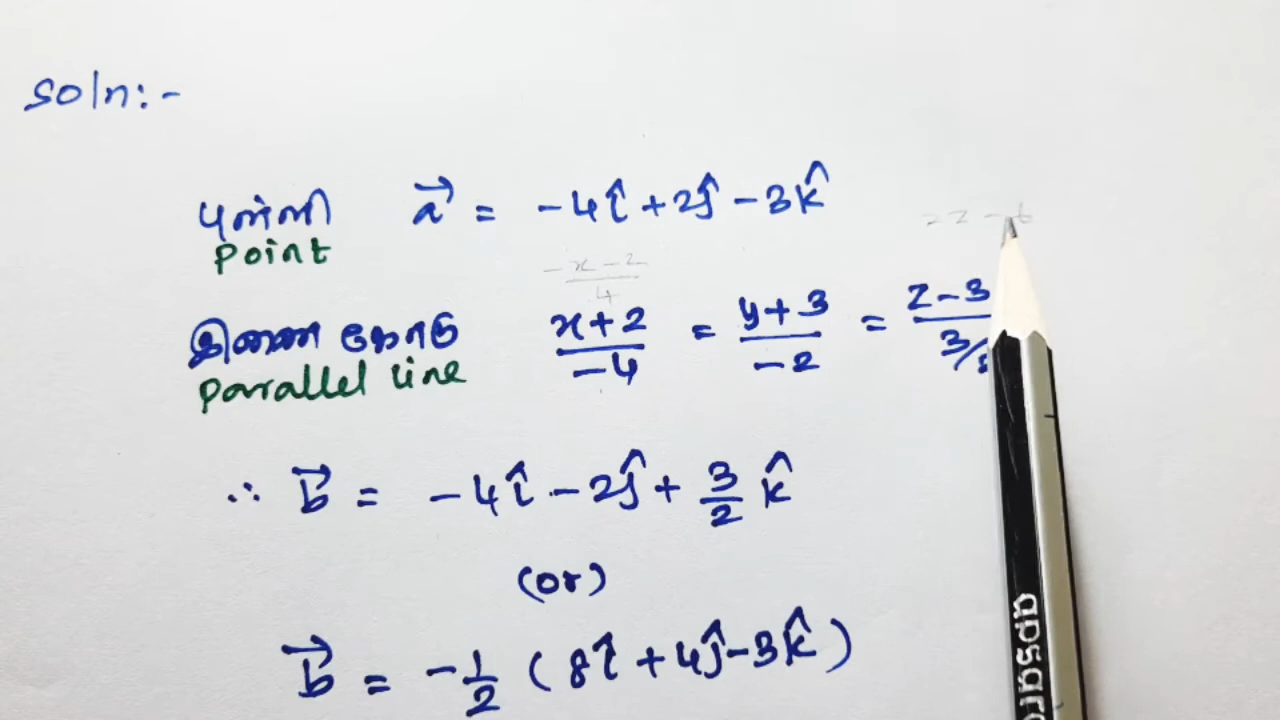 Soln:-
புள்ளி a⃗ = -4î + 2ĵ - 3k̂
point
-x-2/4
இணை கோடு (x+2)/-4 = (y+3)/-2 = (z-3)/
parallel line
∴ b⃗ = -4î - 2ĵ + 3/2 k̂
(or)
b⃗ = -1/2 (8î + 4ĵ - 3k̂)
apsara